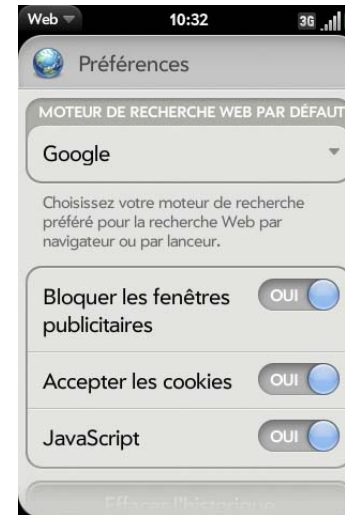 Web 10:32 3G
Préférences
MOTEUR DE RECHERCHE WEB PAR DÉFAUT
Google
Choisissez votre moteur de recherche
préféré pour la recherche Web par
navigateur ou par lanceur.
Bloquer les fenêtres OUI
publicitaires
Accepter les cookies OUI
JavaScript OUI
Effacer l'historique